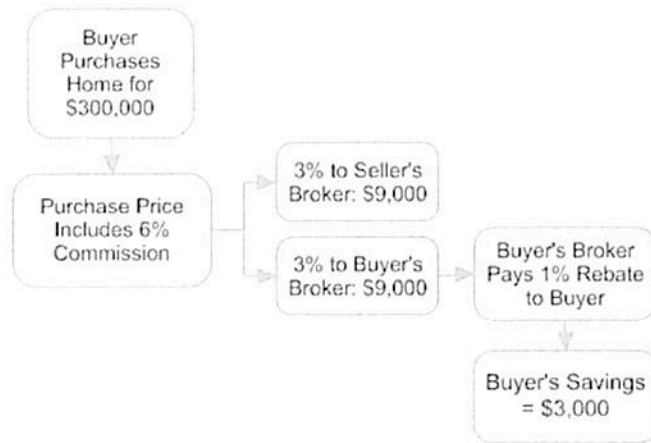 Buyer
Purchases
Home for
$300,000
Purchase Price
Includes 6%
Commission
3% to Seller's
Broker: $9,000
3% to Buyer's
Broker: $9,000
Buyer's Broker
Pays 1% Rebate
to Buyer
Buyer's Savings
= $3,000